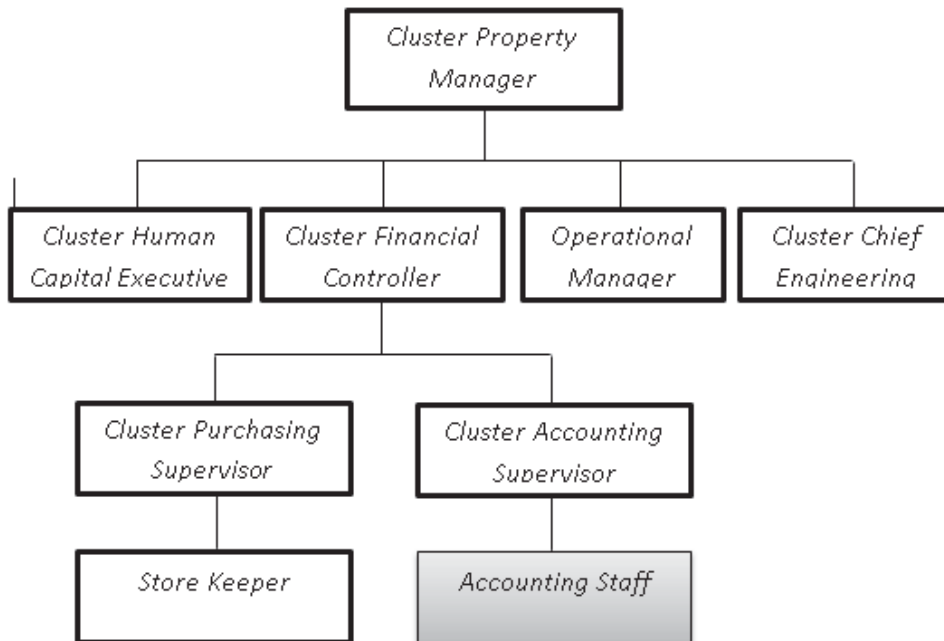 Cluster Property
Manager
Cluster Human
Capital Executive
Cluster Financial
Controller
Operational
Manager
Cluster Chief
Engineering
Cluster Purchasing
Supervisor
Cluster Accounting
Supervisor
Store Keeper
Accounting Staff